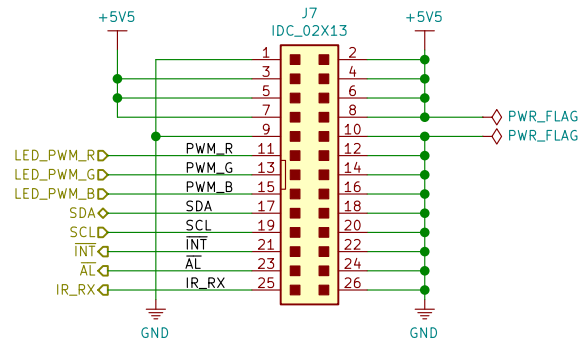 +5V5 J7 +5V5
IDC_02X13
1 2
3 4
5 6
7 8 PWR_FLAG
9 10 PWR_FLAG
LED_PWM_R PWM_R 11 12
LED_PWM_G PWM_G 13 14
LED_PWM_B PWM_B 15 16
SDA SDA 17 18
SCL SCL 19 20
INT INT 21 22
AL AL 23 24
IR_RX IR_RX 25 26
GND GND